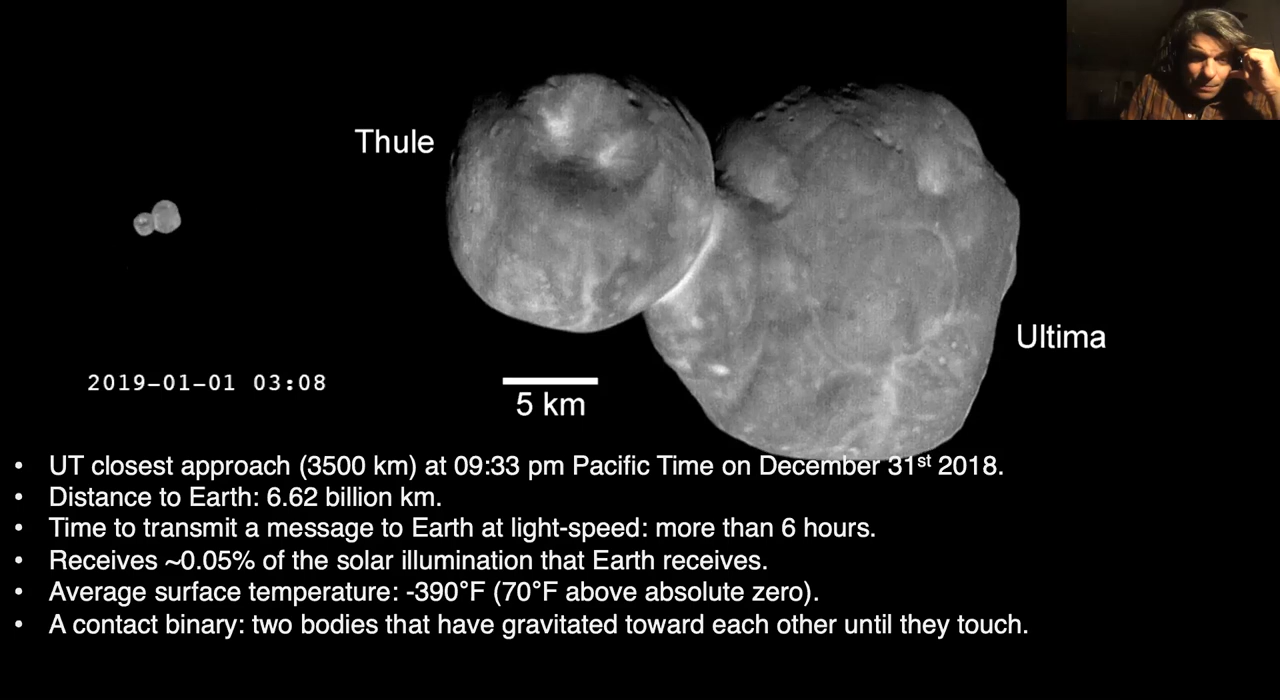 Thule
Ultima
2019-01-01 03:08
5 km
• UT closest approach (3500 km) at 09:33 pm Pacific Time on December 31st 2018.
• Distance to Earth: 6.62 billion km.
• Time to transmit a message to Earth at light-speed: more than 6 hours.
• Receives ~0.05% of the solar illumination that Earth receives.
• Average surface temperature: -390°F (70°F above absolute zero).
• A contact binary: two bodies that have gravitated toward each other until they touch.